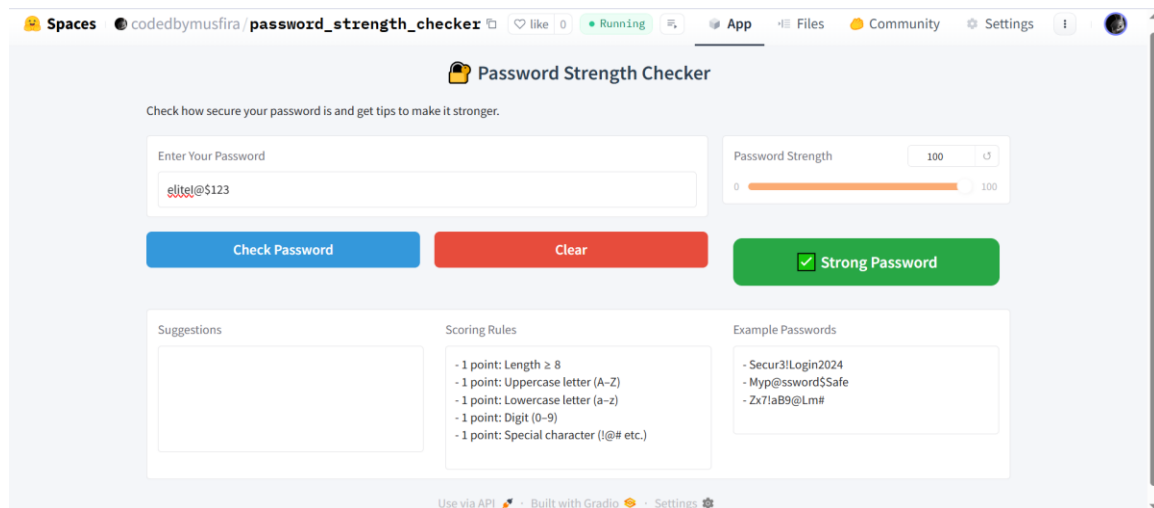 Spaces codedbymusfira/password_strength_checker like 0 Running App Files Community Settings
Password Strength Checker
Check how secure your password is and get tips to make it stronger.
Enter Your Password
eliteI@$123
Password Strength 100
0 100
Check Password Clear
Strong Password
Suggestions
Scoring Rules
- 1 point: Length ≥ 8
- 1 point: Uppercase letter (A–Z)
- 1 point: Lowercase letter (a–z)
- 1 point: Digit (0–9)
- 1 point: Special character (!@# etc.)
Example Passwords
- Secur3!Login2024
- Myp@ssword$Safe
- Zx7!aB9@Lm#
Use via API · Built with Gradio · Settings